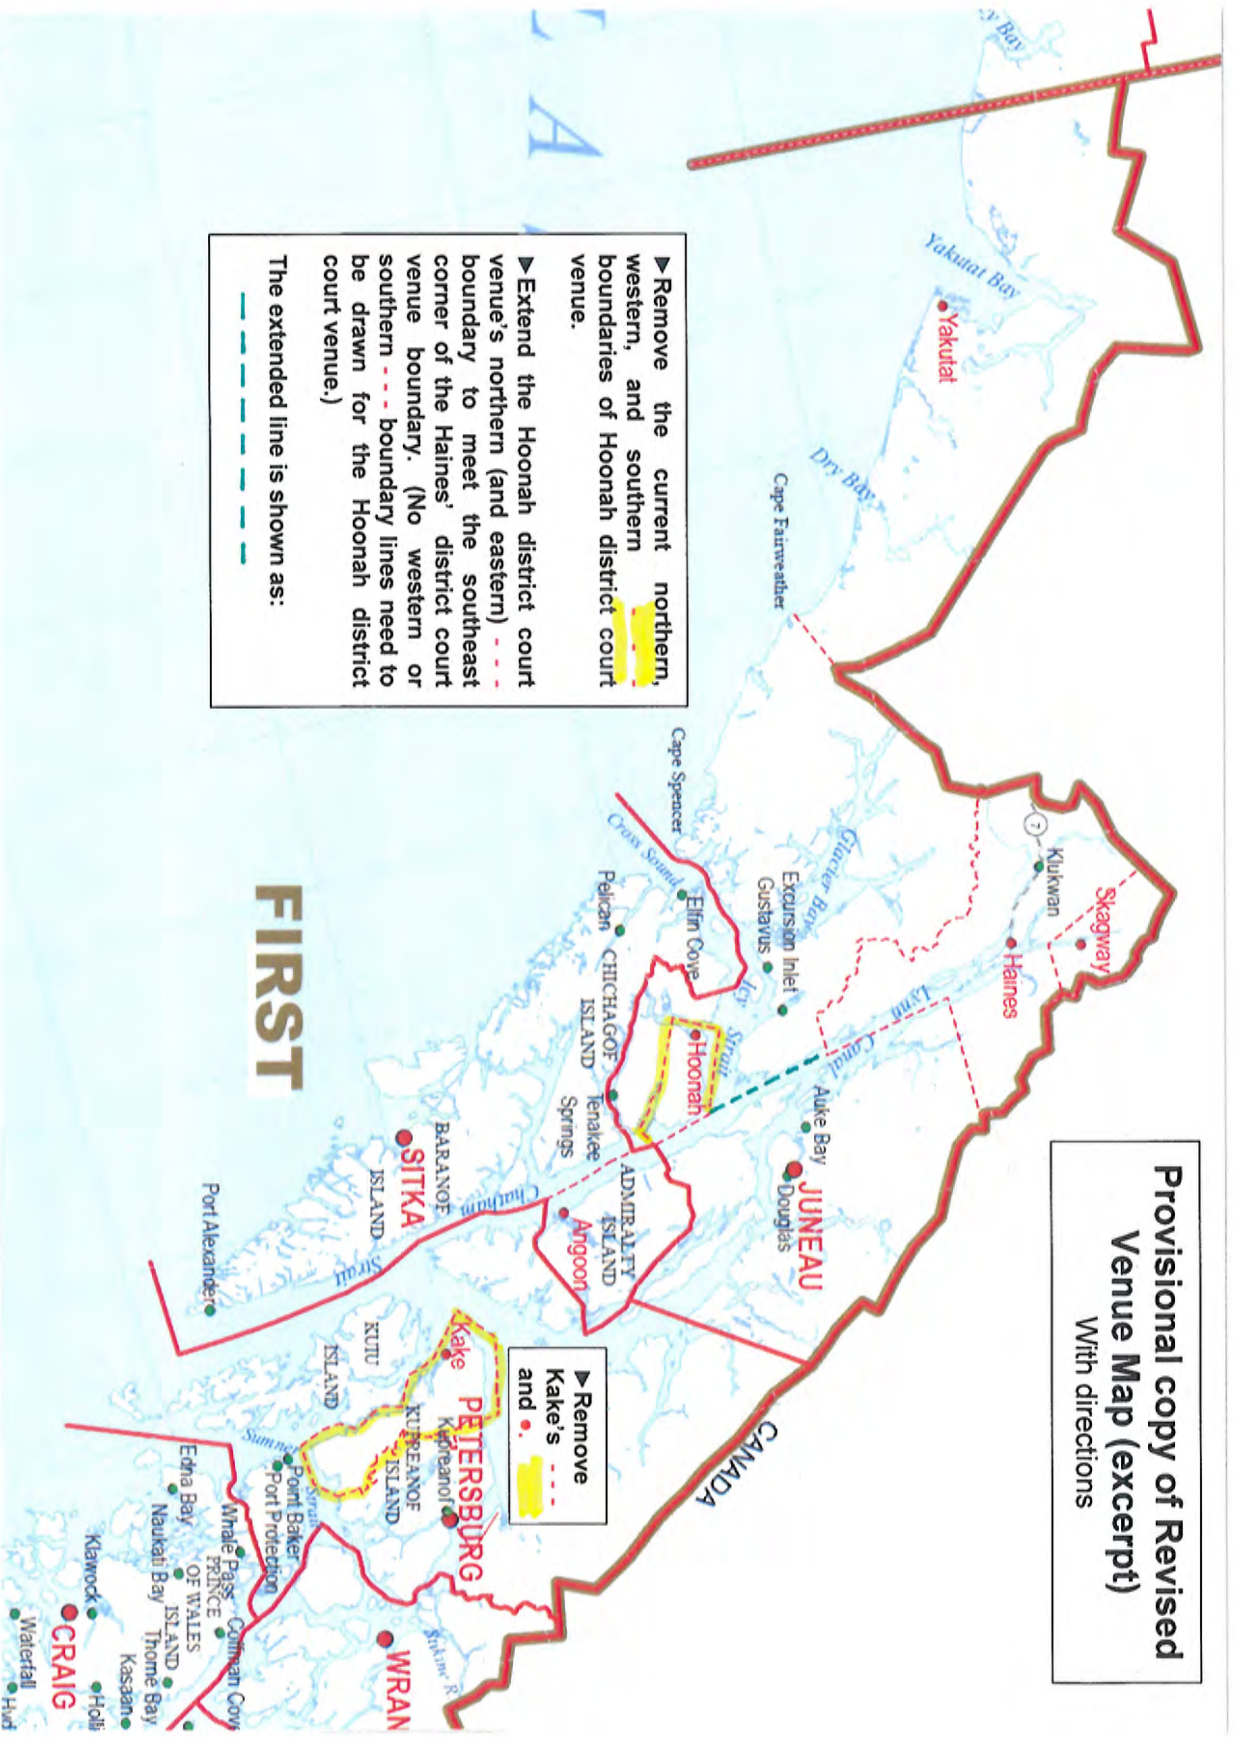 Provisional copy of Revised
Venue Map (excerpt)
With directions
▶Remove the current northern,
western, and southern - - -
boundaries of Hoonah district court
venue.
▶Extend the Hoonah district court
venue's northern (and eastern) - - -
boundary to meet the southeast
corner of the Haines' district court
venue boundary. (No western or
southern - - - boundary lines need to
be drawn for the Hoonah district
court venue.)
The extended line is shown as:
▶Remove
Kake's - - -
and ●.
E A
y Bay
Yakutat Bay
Yakutat
Dry Bay
Cape Fairweather
Skagway
Klukwan
7
Haines
Lynn
Canal
Glacier Bay
Excursion Inlet
Gustavus
Cape Spencer
Cross Sound
Elfin Cove
Pelican
Icy
Strait
Hoonah
CHICHAGOF
ISLAND
Tenakee
Springs
Auke Bay
JUNEAU
Douglas
ADMIRALTY
ISLAND
Angoon
FIRST
BARANOF
ISLAND
SITKA
Chatham
Strait
Port Alexander
CANADA
Kake
KUIU
ISLAND
PETERSBURG
Kupreanof
KUPREANOF
ISLAND
Sumner
Strait
Point Baker
Port Protection
Edna Bay
Whale Pass
Naukati Bay
PRINCE
OF WALES
ISLAND
Coffman Cov
Thorne Bay
Kasaan
Klawock
CRAIG
Holli
Waterfall
Hyd
Stikine R
WRAN